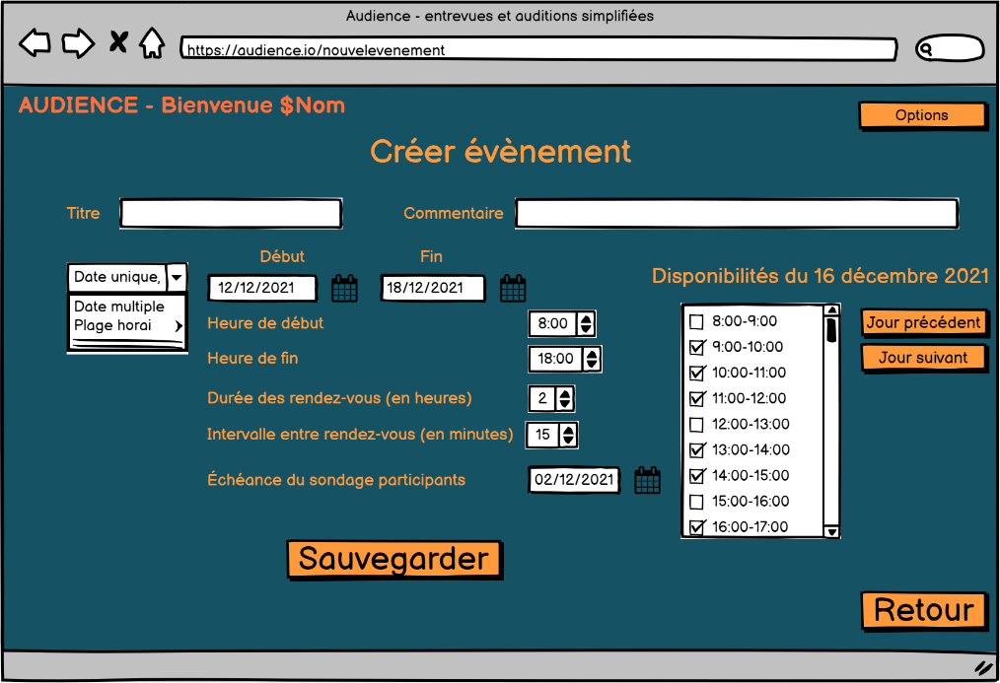 Audience - entrevues et auditions simplifiées
https://audience.io/nouvelevenement
AUDIENCE - Bienvenue $Nom
Options
Créer évènement
Titre
Commentaire
Début
Fin
Date unique,
12/12/2021
18/12/2021
Disponibilités du 16 décembre 2021
Date multiple
Plage horai
Heure de début
8:00
Heure de fin
18:00
Durée des rendez-vous (en heures)
2
Intervalle entre rendez-vous (en minutes)
15
Échéance du sondage participants
02/12/2021
8:00-9:00
9:00-10:00
10:00-11:00
11:00-12:00
12:00-13:00
13:00-14:00
14:00-15:00
15:00-16:00
16:00-17:00
Jour précédent
Jour suivant
Sauvegarder
Retour